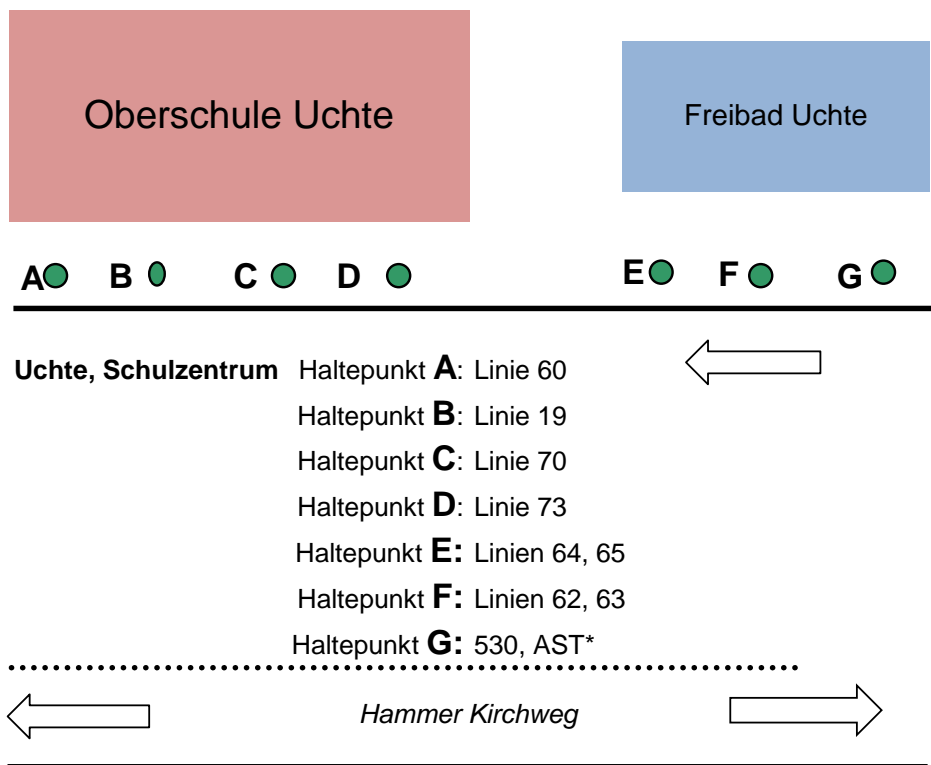 Oberschule Uchte
Freibad Uchte
A B C D E F G
Uchte, Schulzentrum Haltepunkt A: Linie 60
Haltepunkt B: Linie 19
Haltepunkt C: Linie 70
Haltepunkt D: Linie 73
Haltepunkt E: Linien 64, 65
Haltepunkt F: Linien 62, 63
Haltepunkt G: 530, AST*
Hammer Kirchweg